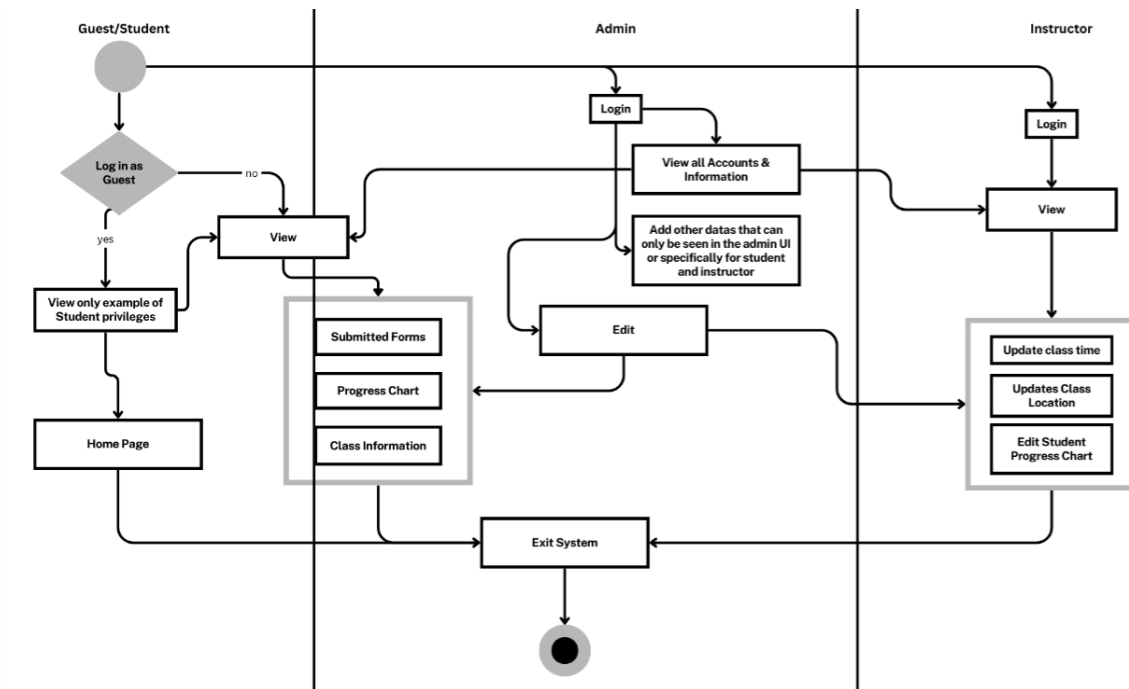 Guest/Student
Admin
Instructor
Login
Login
Log in as
Guest
no
View all Accounts &
Information
View
View
Add other datas that can
only be seen in the admin UI
or specifically for student
and instructor
yes
View only example of
Student privileges
Edit
Submitted Forms
Progress Chart
Class Information
Update class time
Updates Class
Location
Edit Student
Progress Chart
Home Page
Exit System